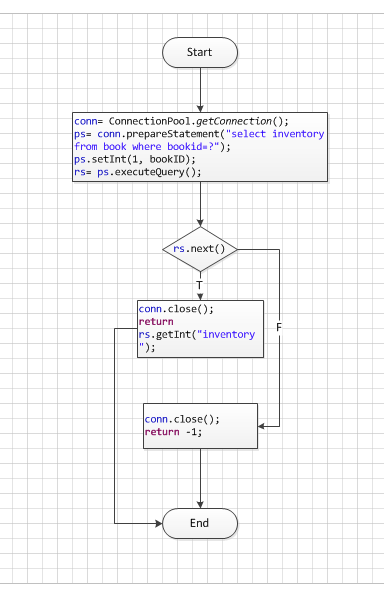 Start
conn= ConnectionPool.getConnection();
ps= conn.prepareStatement("select inventory
from book where bookid=?");
ps.setInt(1, bookID);
rs= ps.executeQuery();
rs.next()
T
conn.close();
return
rs.getInt("inventory
");
F
conn.close();
return -1;
End